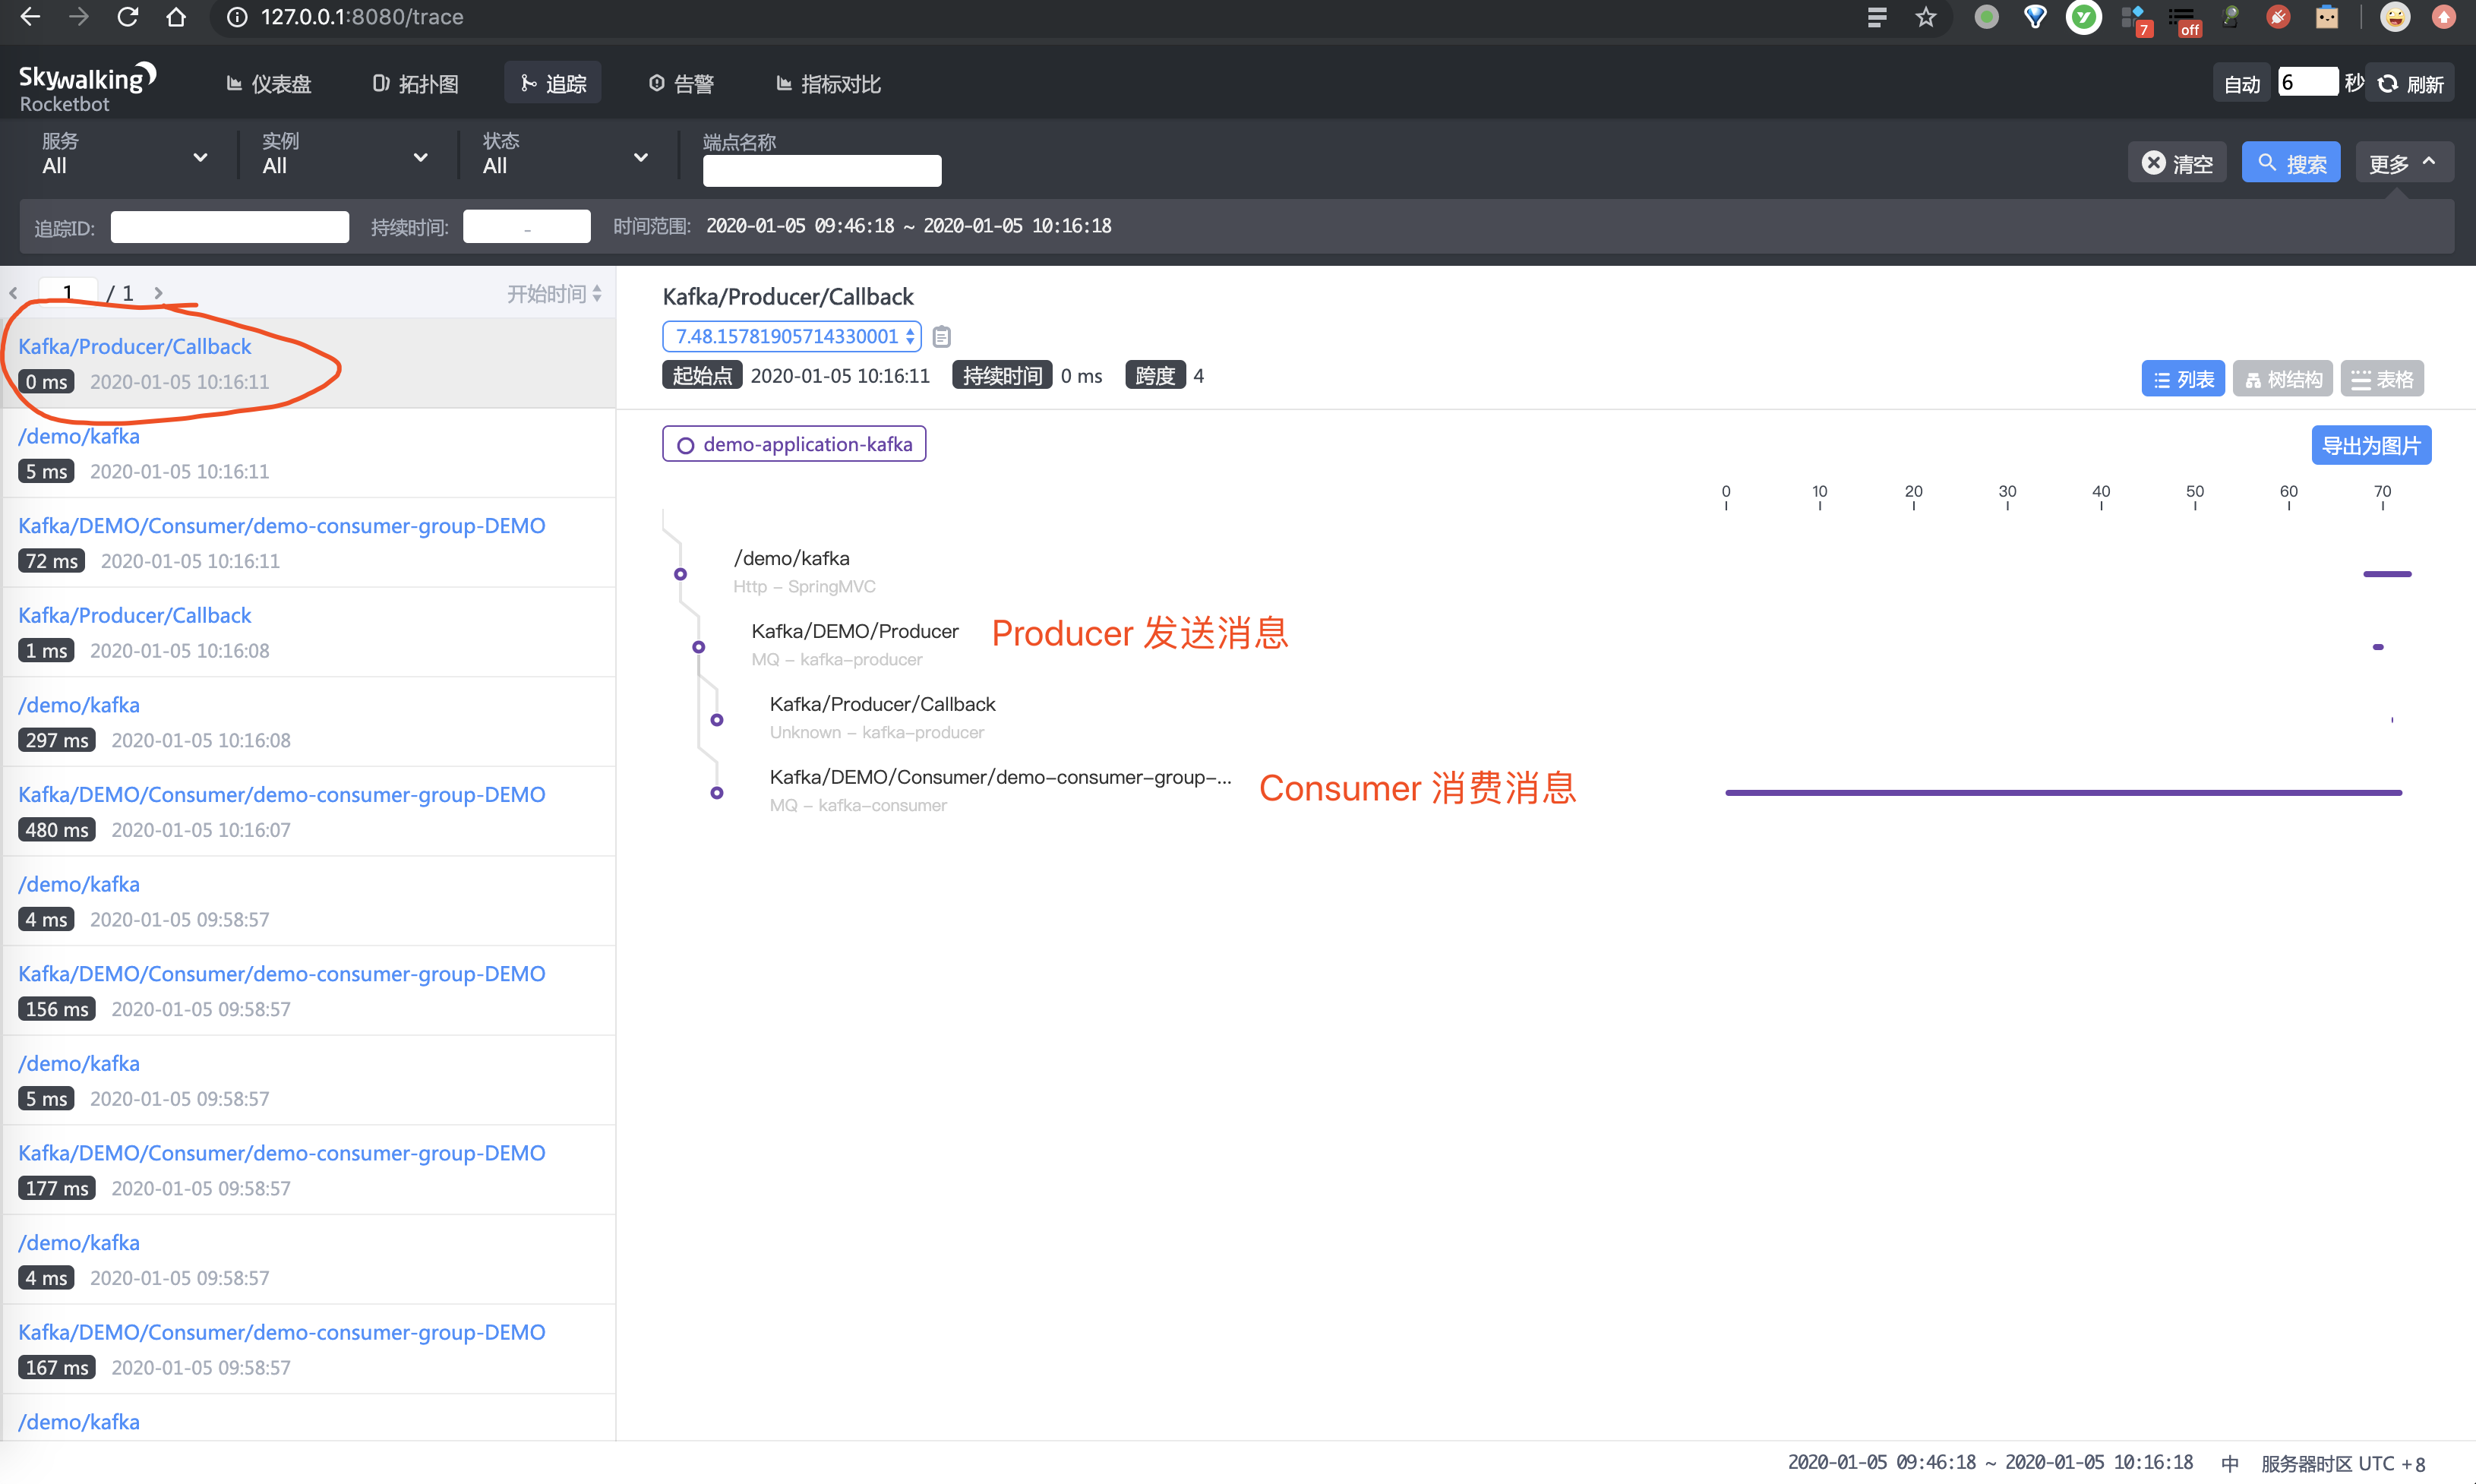 127.0.0.1:8080/trace
7
off
Skywalking
Rocketbot
仪表盘
拓扑图
追踪
告警
指标对比
自动
6
秒
刷新
服务
All
实例
All
状态
All
端点名称
清空
搜索
更多
追踪ID:
持续时间:
-
时间范围:
2020-01-05 09:46:18 ~ 2020-01-05 10:16:18
1 / 1
开始时间
Kafka/Producer/Callback
0 ms 2020-01-05 10:16:11
/demo/kafka
5 ms 2020-01-05 10:16:11
Kafka/DEMO/Consumer/demo-consumer-group-DEMO
72 ms 2020-01-05 10:16:11
Kafka/Producer/Callback
1 ms 2020-01-05 10:16:08
/demo/kafka
297 ms 2020-01-05 10:16:08
Kafka/DEMO/Consumer/demo-consumer-group-DEMO
480 ms 2020-01-05 10:16:07
/demo/kafka
4 ms 2020-01-05 09:58:57
Kafka/DEMO/Consumer/demo-consumer-group-DEMO
156 ms 2020-01-05 09:58:57
/demo/kafka
5 ms 2020-01-05 09:58:57
Kafka/DEMO/Consumer/demo-consumer-group-DEMO
177 ms 2020-01-05 09:58:57
/demo/kafka
4 ms 2020-01-05 09:58:57
Kafka/DEMO/Consumer/demo-consumer-group-DEMO
167 ms 2020-01-05 09:58:57
/demo/kafka
Kafka/Producer/Callback
7.48.15781905714330001
起始点 2020-01-05 10:16:11 持续时间 0 ms 跨度 4
列表
树结构
表格
demo-application-kafka
导出为图片
0 10 20 30 40 50 60 70
/demo/kafka
Http - SpringMVC
Kafka/DEMO/Producer
MQ - kafka-producer
Producer 发送消息
Kafka/Producer/Callback
Unknown - kafka-producer
Kafka/DEMO/Consumer/demo-consumer-group-...
MQ - kafka-consumer
Consumer 消费消息
2020-01-05 09:46:18 ~ 2020-01-05 10:16:18 中 服务器时区 UTC +8